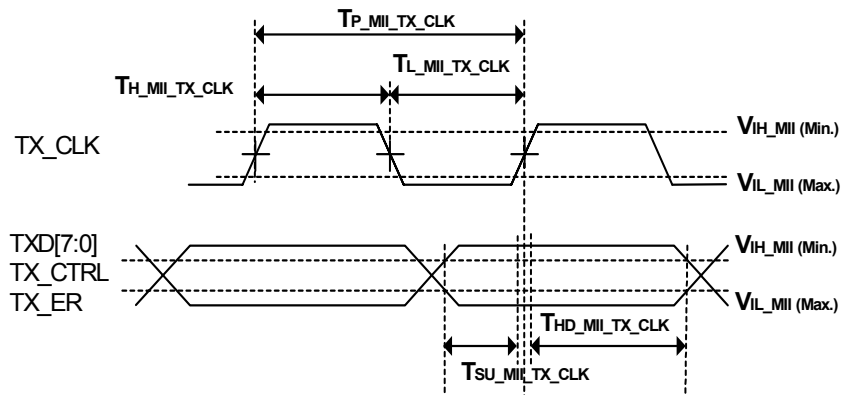 TP_MII_TX_CLK
TH_MII_TX_CLK TL_MII_TX_CLK
TX_CLK
VIH_MII (Min.)
VIL_MII (Max.)
TXD[7:0]
TX_CTRL
TX_ER
VIH_MII (Min.)
VIL_MII (Max.)
THD_MII_TX_CLK
TSU_MII_TX_CLK